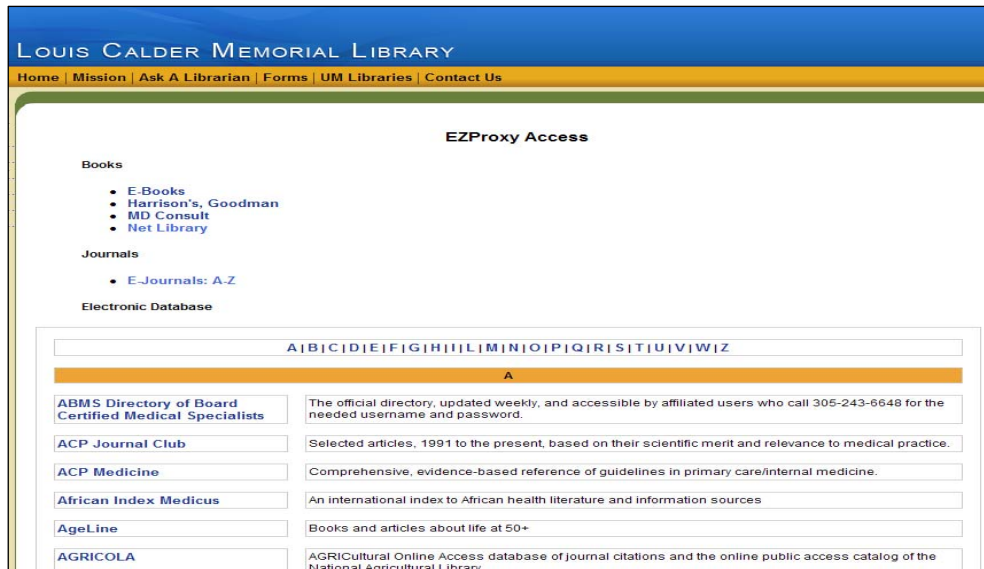 LOUIS CALDER MEMORIAL LIBRARY
Home | Mission | Ask A Librarian | Forms | UM Libraries | Contact Us
EZProxy Access
Books
• E-Books
• Harrison's, Goodman
• MD Consult
• Net Library
Journals
• E-Journals: A-Z
Electronic Database
A | B | C | D | E | F | G | H | I | L | M | N | O | P | Q | R | S | T | U | V | W | Z
A
ABMS Directory of Board
Certified Medical Specialists
The official directory, updated weekly, and accessible by affiliated users who call 305-243-6648 for the
needed username and password.
ACP Journal Club
Selected articles, 1991 to the present, based on their scientific merit and relevance to medical practice.
ACP Medicine
Comprehensive, evidence-based reference of guidelines in primary care/internal medicine.
African Index Medicus
An international index to African health literature and information sources
AgeLine
Books and articles about life at 50+
AGRICOLA
AGRICultural Online Access database of journal citations and the online public access catalog of the
National Agricultural Library